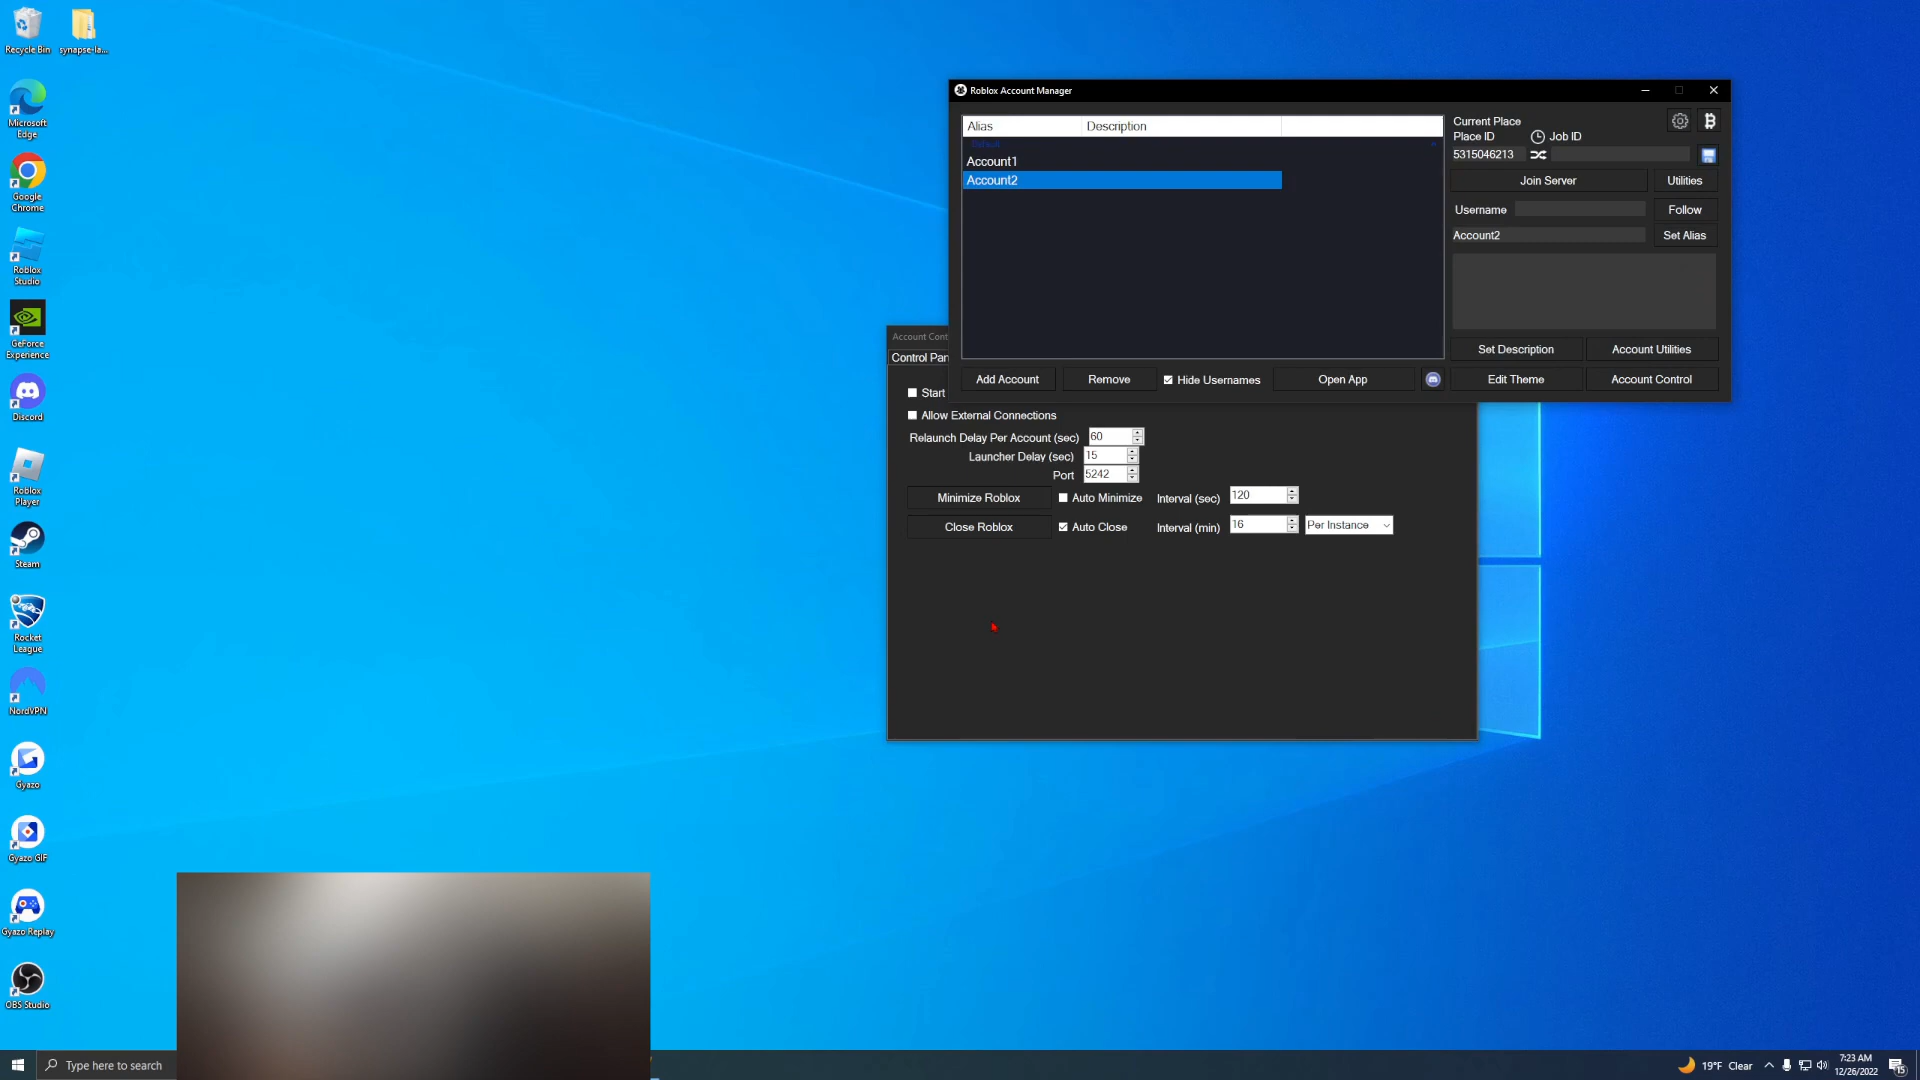 Recycle Bin
synapse-la...
Microsoft
Edge
Google
Chrome
Roblox
Studio
GeForce
Experience
Discord
Roblox
Player
Steam
Rocket
League
NordVPN
Gyazo
Gyazo GIF
Gyazo Replay
OBS Studio
Roblox Account Manager
Alias Description
Default
Account1
Account2
Current Place
Place ID Job ID
5315046213
Join Server Utilities
Username Follow
Account2 Set Alias
Set Description Account Utilities
Add Account Remove Hide Usernames Open App Edit Theme Account Control
Account Cont
Control Pan
Start
Allow External Connections
Relaunch Delay Per Account (sec) 60
Launcher Delay (sec) 15
Port 5242
Minimize Roblox Auto Minimize Interval (sec) 120
Close Roblox Auto Close Interval (min) 16 Per Instance
Type here to search
19°F Clear
7:23 AM
12/26/2022
15